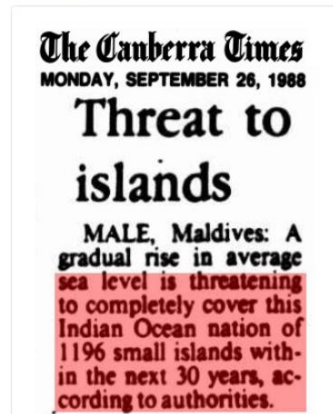 The Canberra Times
MONDAY, SEPTEMBER 26, 1988
Threat to
islands
MALE, Maldives: A
gradual rise in average
sea level is threatening
to completely cover this
Indian Ocean nation of
1196 small islands with-
in the next 30 years, ac-
cording to authorities.